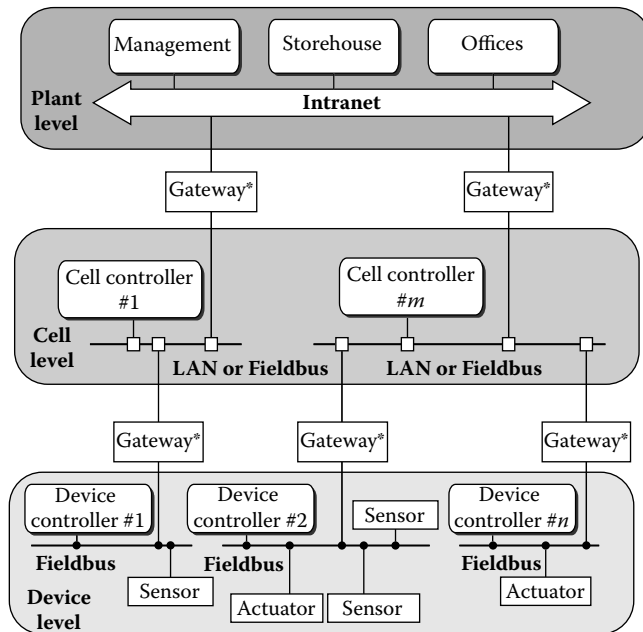 Management
Storehouse
Offices
Intranet
Plant
level
Gateway*
Gateway*
Cell controller
#1
Cell controller
#m
Cell
level
LAN or Fieldbus
LAN or Fieldbus
Gateway*
Gateway*
Gateway*
Device
controller #1
Device
controller #2
Sensor
Device
controller #n
Fieldbus
Fieldbus
Fieldbus
Sensor
Actuator
Sensor
Actuator
Device
level